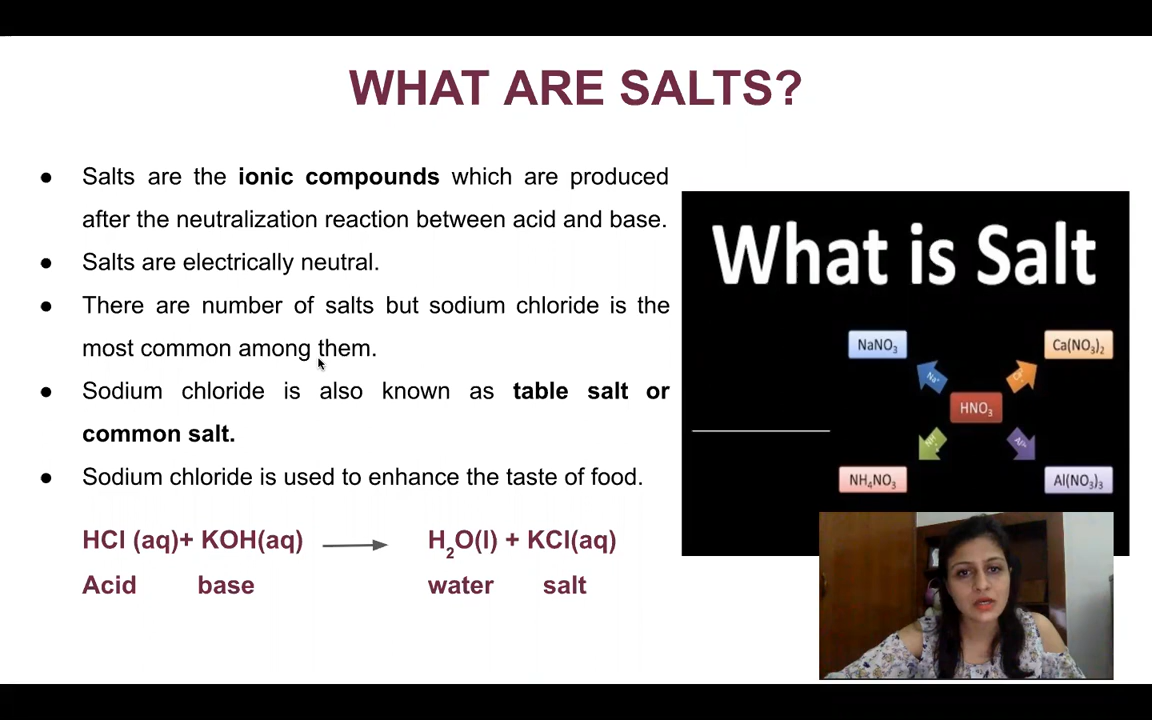 WHAT ARE SALTS?
● Salts are the ionic compounds which are produced
after the neutralization reaction between acid and base.
● Salts are electrically neutral.
● There are number of salts but sodium chloride is the
most common among them.
● Sodium chloride is also known as table salt or
common salt.
● Sodium chloride is used to enhance the taste of food.
HCl (aq)+ KOH(aq) ⟶ H₂O(l) + KCl(aq)
Acid base water salt
What is Salt
NaNO₃ Ca(NO₃)₂
Na⁺
HNO₃
Al³⁺
NH₄NO₃ Al(NO₃)₃